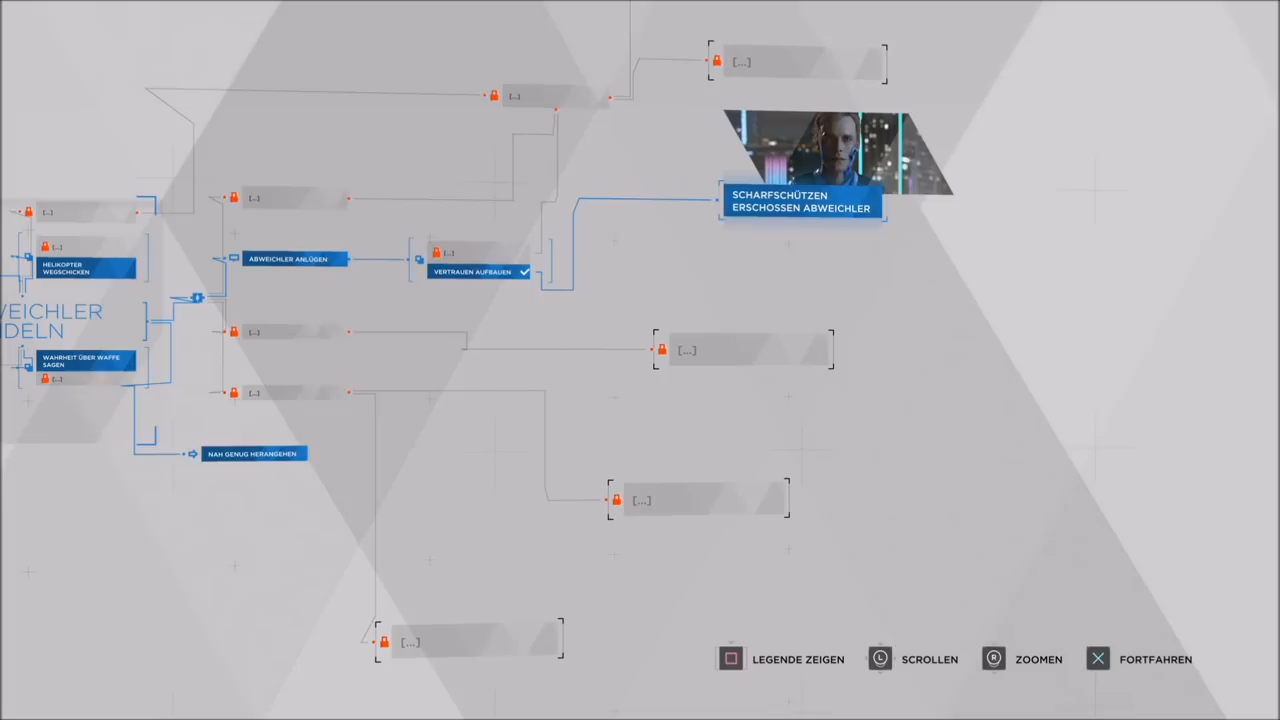 [...]
[...]
SCHARFSCHÜTZEN
ERSCHOSSEN ABWEICHLER
[...]
[...]
[...]
HELIKOPTER
WEGSCHICKEN
ABWEICHLER ANLÜGEN
[...]
VERTRAUEN AUFBAUEN
WEICHLER
NDELN
[...]
[...]
WAHRHEIT ÜBER WAFFE
SAGEN
[...]
[...]
NAH GENUG HERANGEHEN
[...]
[...]
LEGENDE ZEIGEN
L
SCROLLEN
R
ZOOMEN
FORTFAHREN